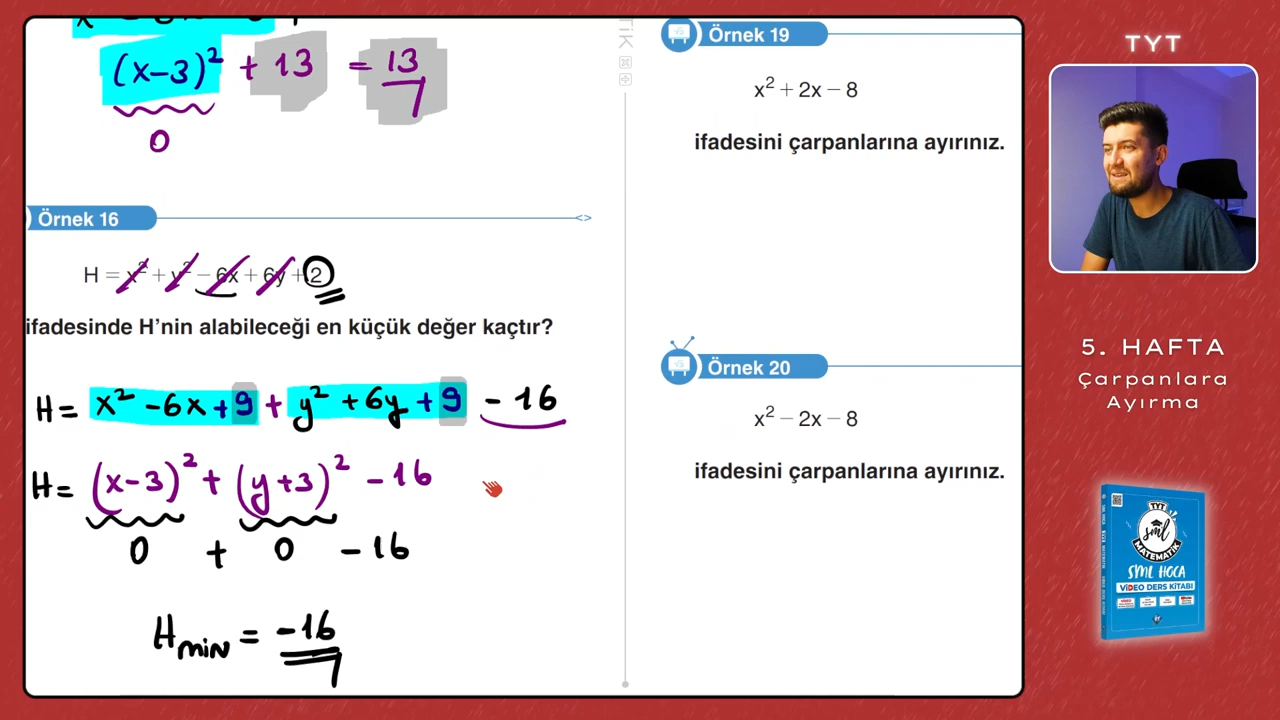 (x-3)² + 13 = 13
0
Örnek 16
H = x² + y² - 6x + 6y + 2
ifadesinde H'nin alabileceği en küçük değer kaçtır?
H = x² - 6x + 9 + y² + 6y + 9 - 16
H = (x-3)² + (y+3)² - 16
0 + 0 - 16
Hmin = -16
Örnek 19
x² + 2x − 8
ifadesini çarpanlarına ayırınız.
Örnek 20
x² − 2x − 8
ifadesini çarpanlarına ayırınız.
TYT
5. HAFTA
Çarpanlara
Ayırma
TYT
sml
MATEMATİK
SML HOCA
VİDEO DERS KİTABI